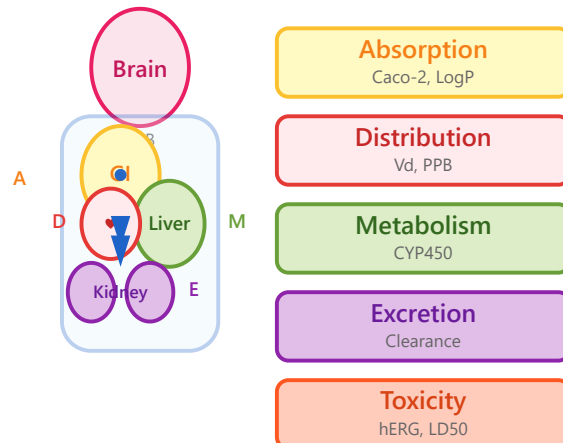 Brain
B
GI
A
D
Liver
M
Kidney
E
Absorption
Caco-2, LogP
Distribution
Vd, PPB
Metabolism
CYP450
Excretion
Clearance
Toxicity
hERG, LD50